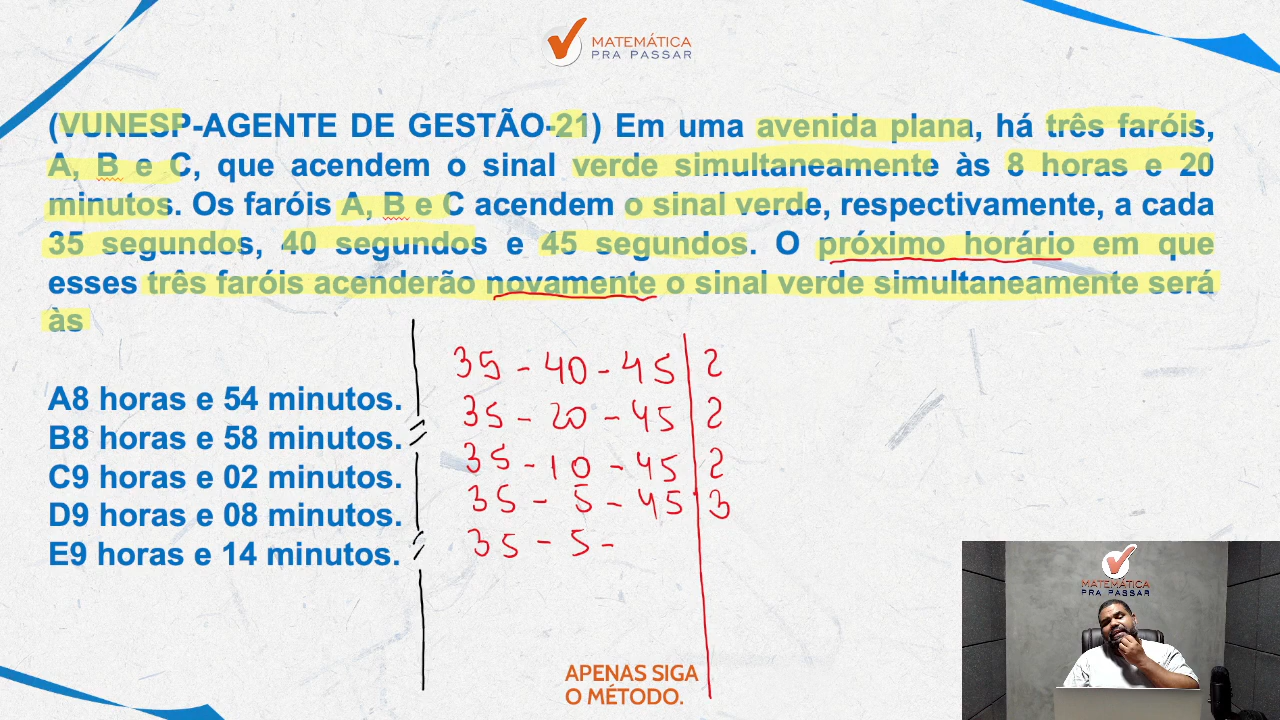 MATEMÁTICA
PRA PASSAR
(VUNESP-AGENTE DE GESTÃO-21) Em uma avenida plana, há três faróis,
A, B e C, que acendem o sinal verde simultaneamente às 8 horas e 20
minutos. Os faróis A, B e C acendem o sinal verde, respectivamente, a cada
35 segundos, 40 segundos e 45 segundos. O próximo horário em que
esses três faróis acenderão novamente o sinal verde simultaneamente será
às
A8 horas e 54 minutos.
B8 horas e 58 minutos.
C9 horas e 02 minutos.
D9 horas e 08 minutos.
E9 horas e 14 minutos.
35 - 40 - 45 2
35 - 20 - 45 2
35 - 10 - 45 2
35 - 5 - 45 3
35 - 5 -
MATEMÁTICA
PRA PASSAR
APENAS SIGA
O MÉTODO.